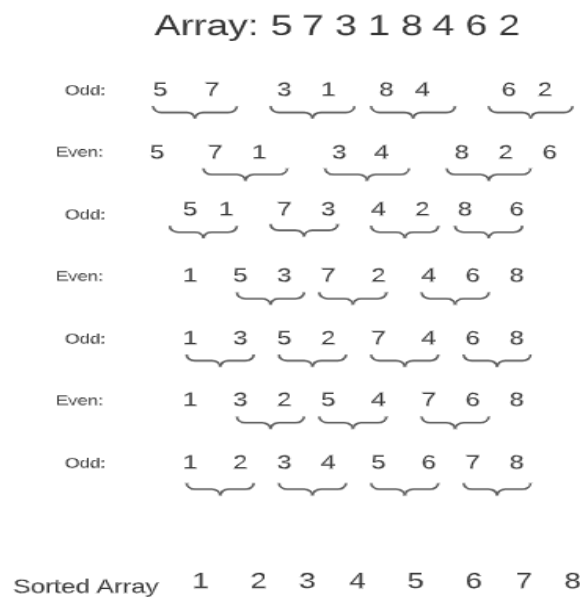 Array: 5 7 3 1 8 4 6 2
Odd: 5 7 3 1 8 4 6 2
Even: 5 7 1 3 4 8 2 6
Odd: 5 1 7 3 4 2 8 6
Even: 1 5 3 7 2 4 6 8
Odd: 1 3 5 2 7 4 6 8
Even: 1 3 2 5 4 7 6 8
Odd: 1 2 3 4 5 6 7 8
Sorted Array 1 2 3 4 5 6 7 8